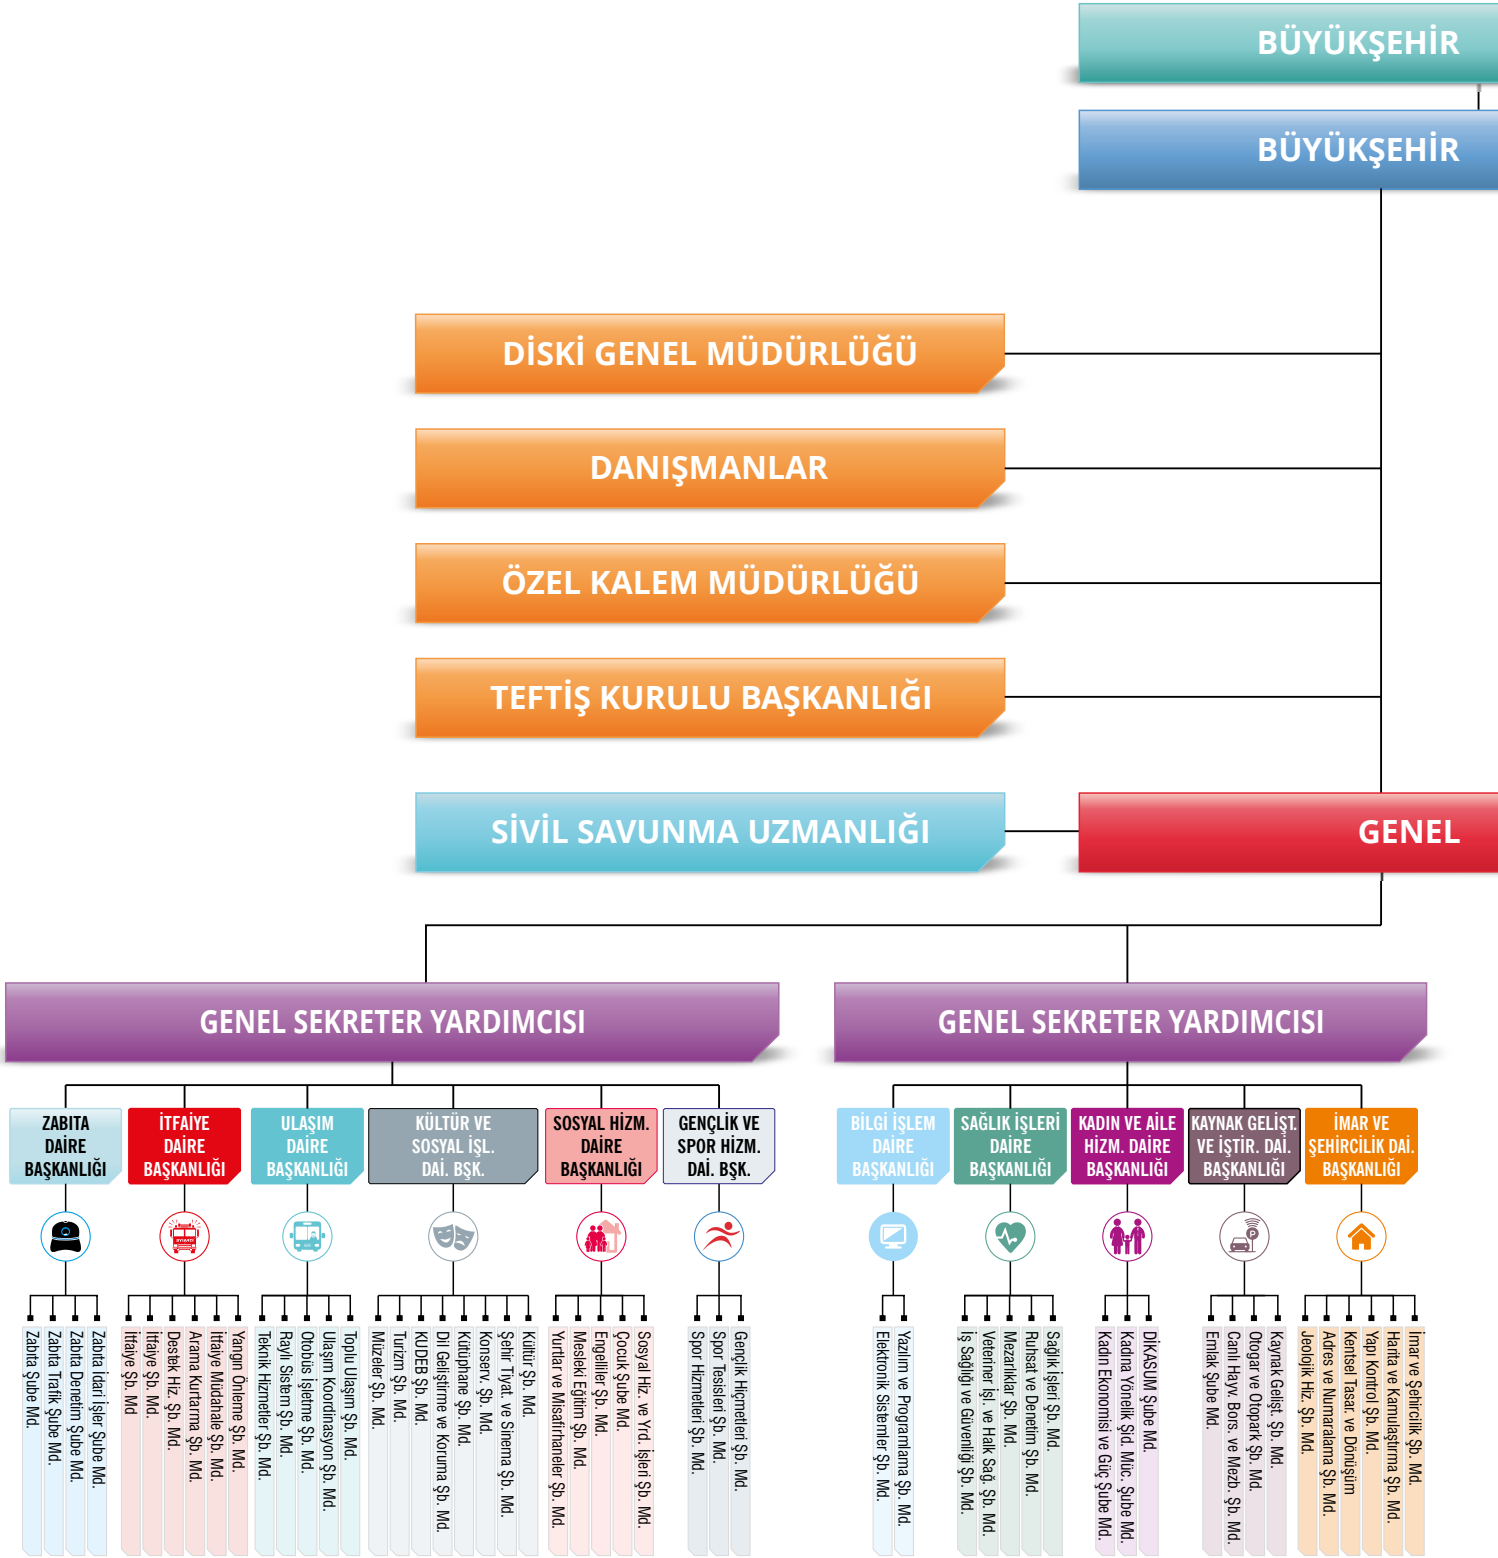 BÜYÜKŞEHİR
BÜYÜKŞEHİR
DİSKİ GENEL MÜDÜRLÜĞÜ
DANIŞMANLAR
ÖZEL KALEM MÜDÜRLÜĞÜ
TEFTİŞ KURULU BAŞKANLIĞI
SİVİL SAVUNMA UZMANLIĞI
GENEL
GENEL SEKRETER YARDIMCISI
GENEL SEKRETER YARDIMCISI
ZABITA
DAİRE
BAŞKANLIĞI
İTFAİYE
DAİRE
BAŞKANLIĞI
ULAŞIM
DAİRE
BAŞKANLIĞI
KÜLTÜR VE
SOSYAL İŞL.
DAİ. BŞK.
SOSYAL HİZM.
DAİRE
BAŞKANLIĞI
GENÇLİK VE
SPOR HİZM.
DAİ. BŞK.
BİLGİ İŞLEM
DAİRE
BAŞKANLIĞI
SAĞLIK İŞLERİ
DAİRE
BAŞKANLIĞI
KADIN VE AİLE
HİZM. DAİRE
BAŞKANLIĞI
KAYNAK GELİŞT.
VE İŞTİR. DAİ.
BAŞKANLIĞI
İMAR VE
ŞEHİRCİLİK DAİ.
BAŞKANLIĞI
Zabıta Şube Md.
Zabıta Trafik Şube Md.
Zabıta Denetim Şube Md.
Zabıta İdari İşler Şube Md.
İtfaiye Şb. Md
İtfaiye Şb. Md.
Destek Hiz. Şb. Md.
Arama Kurtarma Şb. Md.
İtfaiye Müdahale Şb. Md.
Yangın Önleme Şb. Md.
Teknik Hizmetler Şb. Md.
Raylı Sistem Şb. Md.
Otobüs İşletme Şb. Md.
Ulaşım Koordinasyon Şb. Md.
Toplu Ulaşım Şb. Md.
Müzeler Şb. Md.
Turizm Şb. Md.
KUDEB Şb. Md.
Dil Geliştirme ve Koruma Şb. Md.
Kütüphane Şb. Md.
Konserv. Şb. Md.
Şehir Tiyat. ve Sinema Şb. Md.
Kültür Şb. Md.
Yurtlar ve Misafirhaneler Şb. Md.
Mesleki Eğitim Şb. Md.
Engelliler Şb. Md.
Çocuk Şube Md.
Sosyal Hiz. ve Yrd. İşleri Şb. Md.
Spor Hizmetleri Şb. Md.
Spor Tesisleri Şb. Md.
Gençlik Hiçmetleri Şb. Md.
Elektronik Sistemler Şb. Md.
Yazılım ve Programlama Şb. Md.
İş Sağlığı ve Güvenliği Şb. Md.
Veteriner İşl. ve Halk Sağ. Şb. Md.
Mezarlıklar Şb. Md.
Ruhsat ve Denetim Şb. Md.
Sağlık İşleri Şb. Md.
Kadın Ekonomisi ve Güç Şube Md.
Kadına Yönelik Şid. Müc. Şube Md.
DİKASUM Şube Md.
Emlak Şube Md.
Canlı Hayv. Bors. ve Mezb. Şb. Md.
Otogar ve Otopark Şb. Md.
Kaynak Gelişt. Şb. Md.
Jeolojik Hiz. Şb. Md.
Adres ve Numaralama Şb. Md.
Kentsel Tasar. ve Dönüşüm
Yapı Kontrol Şb. Md.
Harita ve Kamulaştırma Şb. Md.
İmar ve Şehircilik Şb. Md.